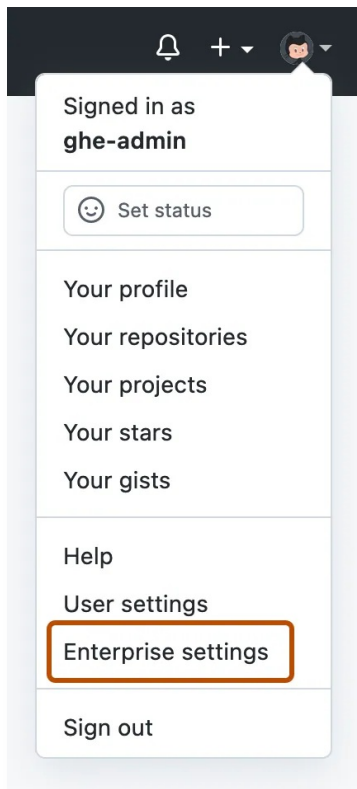 Signed in as
ghe-admin
Set status
Your profile
Your repositories
Your projects
Your stars
Your gists
Help
User settings
Enterprise settings
Sign out